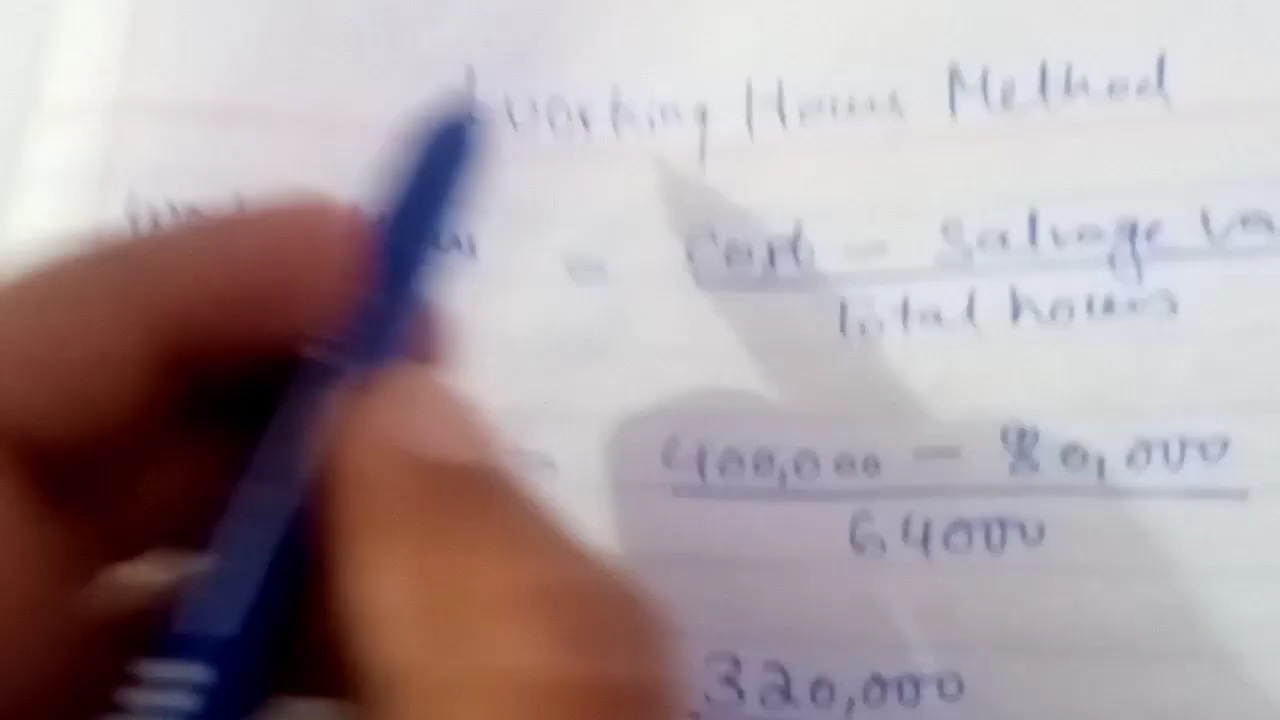 Working Hours Method
= Cost - Salvage Va
Total hours
= 400,000 - 80,000
64000
320,000